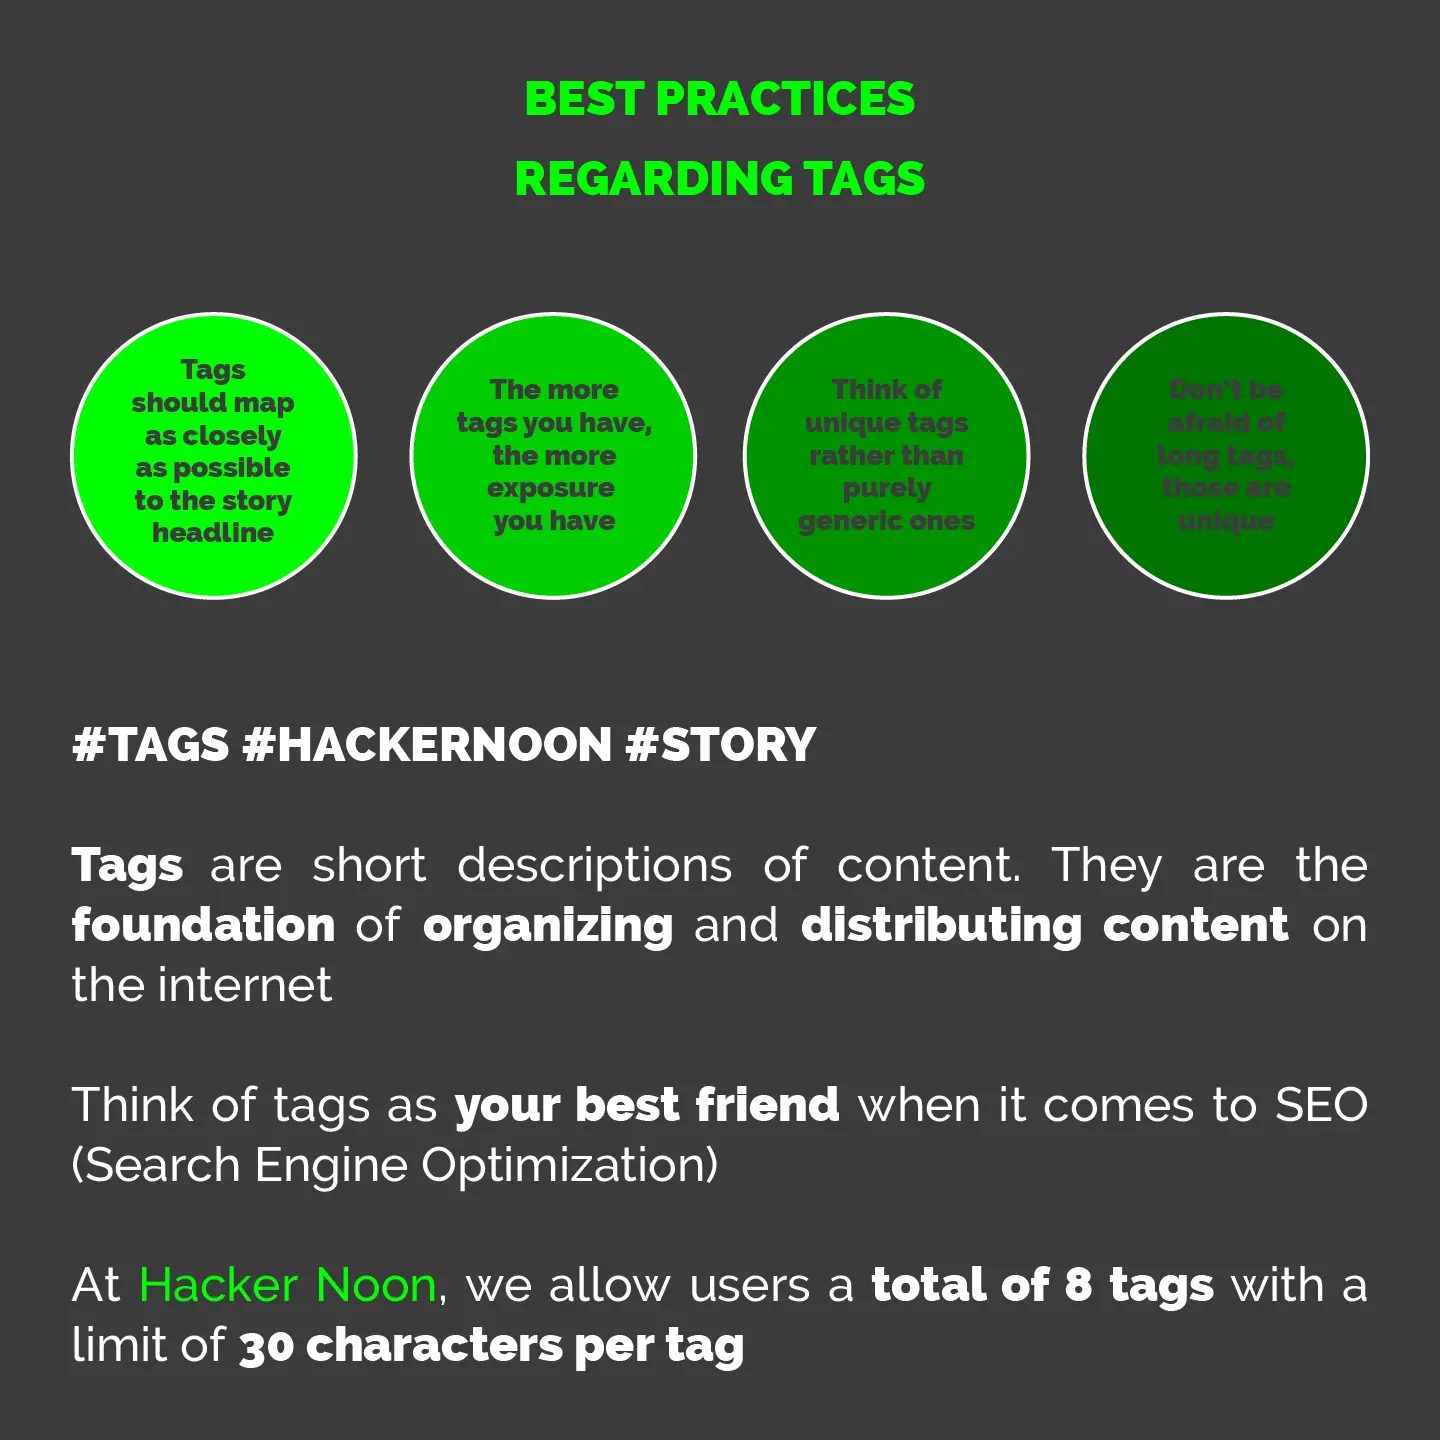 BEST PRACTICES
REGARDING TAGS
Tags
should map
as closely
as possible
to the story
headline
The more
tags you have,
the more
exposure
you have
Think of
unique tags
rather than
purely
generic ones
Don't be
afraid of
long tags,
those are
unique
#TAGS #HACKERNOON #STORY
Tags are short descriptions of content. They are the
foundation of organizing and distributing content on
the internet
Think of tags as your best friend when it comes to SEO
(Search Engine Optimization)
At Hacker Noon, we allow users a total of 8 tags with a
limit of 30 characters per tag